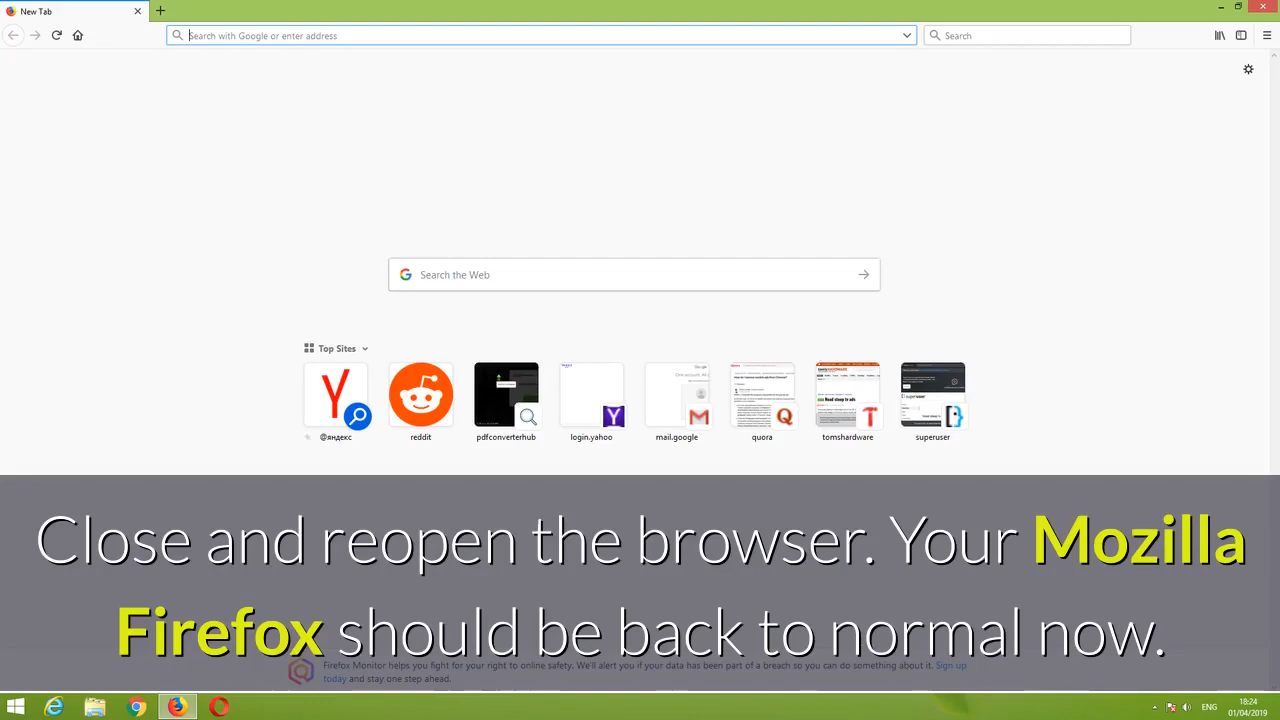 New Tab
Search with Google or enter address
Search
Search the Web
Top Sites
@яндекс
reddit
pdfconverterhub
login.yahoo
mail.google
quora
tomshardware
superuser
Close and reopen the browser. Your Mozilla
Firefox should be back to normal now.
Firefox Monitor helps you fight for your right to online safety. We'll alert you if your data has been part of a breach so you can do something about it. Sign up
today and stay one step ahead.
ENG
18:24
01/04/2019